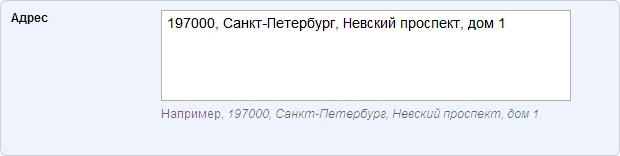 Адрес
197000, Санкт-Петербург, Невский проспект, дом 1
Например, 197000, Санкт-Петербург, Невский проспект, дом 1